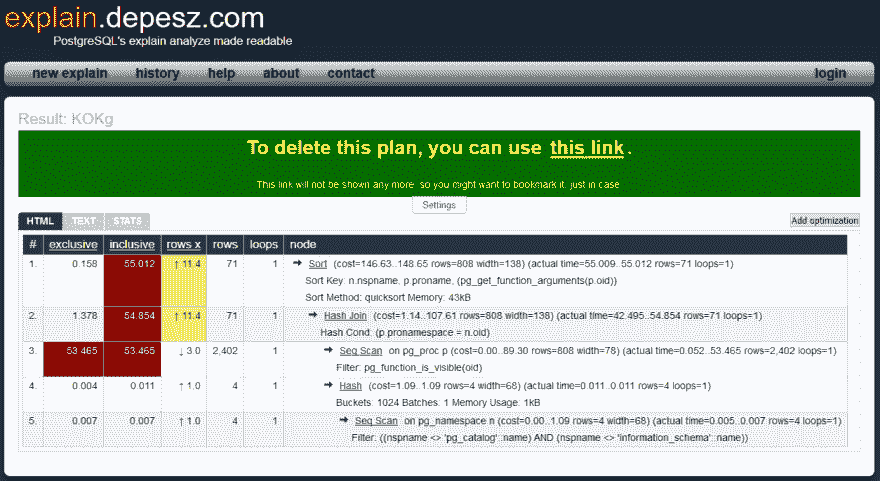 explain.depesz.com
PostgreSQL's explain analyze made readable
new explain history help about contact login
Result: KOKg
To delete this plan, you can use this link.
This link will not be shown any more, so you might want to bookmark it, just in case
Settings
HTML TEXT STATS Add optimization
# exclusive inclusive rows x rows loops node
1. 0.158 55.012 ↑ 11.4 71 1 → Sort (cost=146.63..148.65 rows=808 width=138) (actual time=55.009..55.012 rows=71 loops=1)
Sort Key: n.nspname, p.proname, (pg_get_function_arguments(p.oid))
Sort Method: quicksort Memory: 43kB
2. 1.378 54.854 ↑ 11.4 71 1 → Hash Join (cost=1.14..107.61 rows=808 width=138) (actual time=42.495..54.854 rows=71 loops=1)
Hash Cond: (p.pronamespace = n.oid)
3. 53.465 53.465 ↓ 3.0 2,402 1 → Seq Scan on pg_proc p (cost=0.00..89.30 rows=808 width=78) (actual time=0.052..53.465 rows=2,402 loops=1)
Filter: pg_function_is_visible(oid)
4. 0.004 0.011 ↑ 1.0 4 1 → Hash (cost=1.09..1.09 rows=4 width=68) (actual time=0.011..0.011 rows=4 loops=1)
Buckets: 1024 Batches: 1 Memory Usage: 1kB
5. 0.007 0.007 ↑ 1.0 4 1 → Seq Scan on pg_namespace n (cost=0.00..1.09 rows=4 width=68) (actual time=0.005..0.007 rows=4 loops=1)
Filter: ((nspname <> 'pg_catalog'::name) AND (nspname <> 'information_schema'::name))